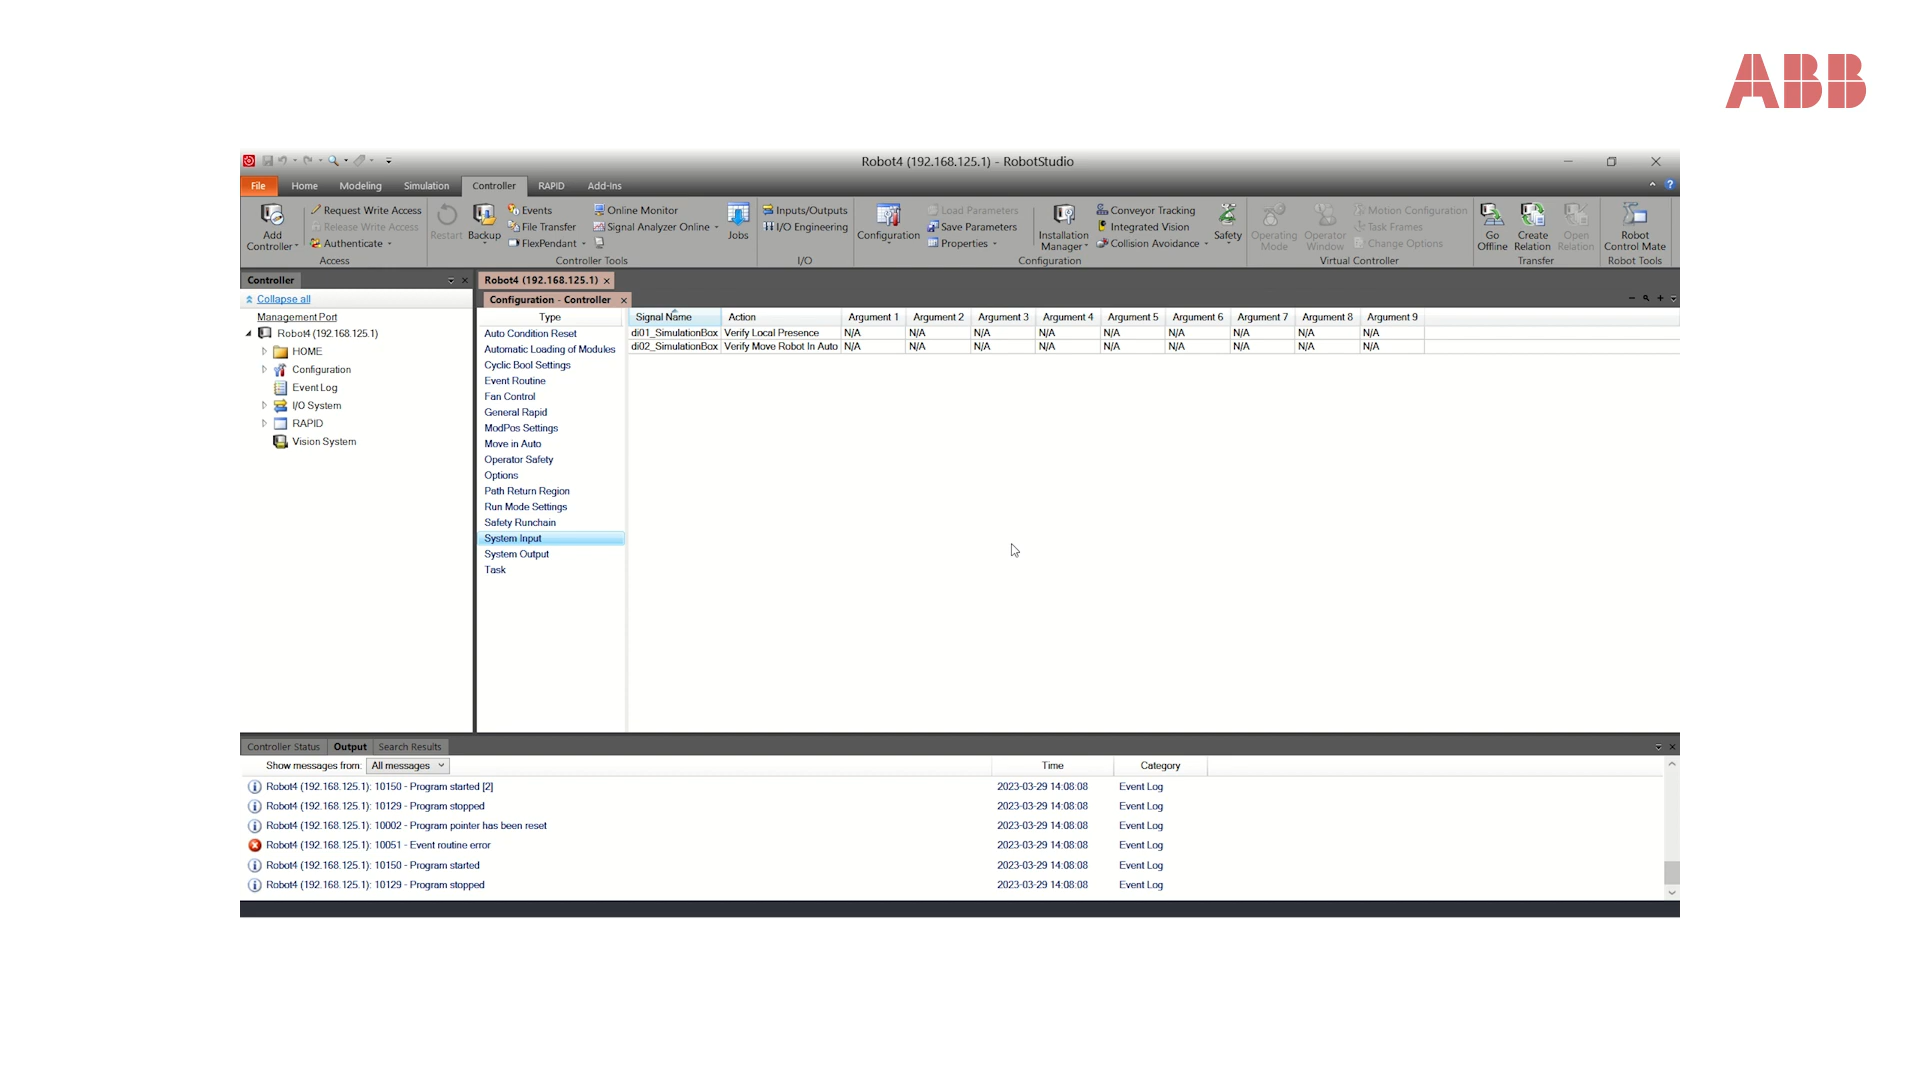 ABB
Robot4 (192.168.125.1) - RobotStudio
File Home Modeling Simulation Controller RAPID Add-Ins
Add Controller
Request Write Access
Release Write Access
Authenticate
Access
Restart
Backup
Events
File Transfer
FlexPendant
Online Monitor
Signal Analyzer Online
Jobs
Controller Tools
Inputs/Outputs
I/O Engineering
I/O
Configuration
Load Parameters
Save Parameters
Properties
Installation Manager
Conveyor Tracking
Integrated Vision
Collision Avoidance
Safety
Configuration
Operating Mode
Operator Window
Motion Configuration
Task Frames
Change Options
Virtual Controller
Go Offline
Create Relation
Open Relation
Transfer
Robot Control Mate
Robot Tools
Controller
Collapse all
Management Port
Robot4 (192.168.125.1)
HOME
Configuration
Event Log
I/O System
RAPID
Vision System
Robot4 (192.168.125.1)
Configuration - Controller
Type
Auto Condition Reset
Automatic Loading of Modules
Cyclic Bool Settings
Event Routine
Fan Control
General Rapid
ModPos Settings
Move in Auto
Operator Safety
Options
Path Return Region
Run Mode Settings
Safety Runchain
System Input
System Output
Task
Signal Name Action Argument 1 Argument 2 Argument 3 Argument 4 Argument 5 Argument 6 Argument 7 Argument 8 Argument 9
di01_SimulationBox Verify Local Presence N/A N/A N/A N/A N/A N/A N/A N/A N/A
di02_SimulationBox Verify Move Robot In Auto N/A N/A N/A N/A N/A N/A N/A N/A N/A
Controller Status Output Search Results
Show messages from: All messages Time Category
Robot4 (192.168.125.1): 10150 - Program started [2] 2023-03-29 14:08:08 Event Log
Robot4 (192.168.125.1): 10129 - Program stopped 2023-03-29 14:08:08 Event Log
Robot4 (192.168.125.1): 10002 - Program pointer has been reset 2023-03-29 14:08:08 Event Log
Robot4 (192.168.125.1): 10051 - Event routine error 2023-03-29 14:08:08 Event Log
Robot4 (192.168.125.1): 10150 - Program started 2023-03-29 14:08:08 Event Log
Robot4 (192.168.125.1): 10129 - Program stopped 2023-03-29 14:08:08 Event Log